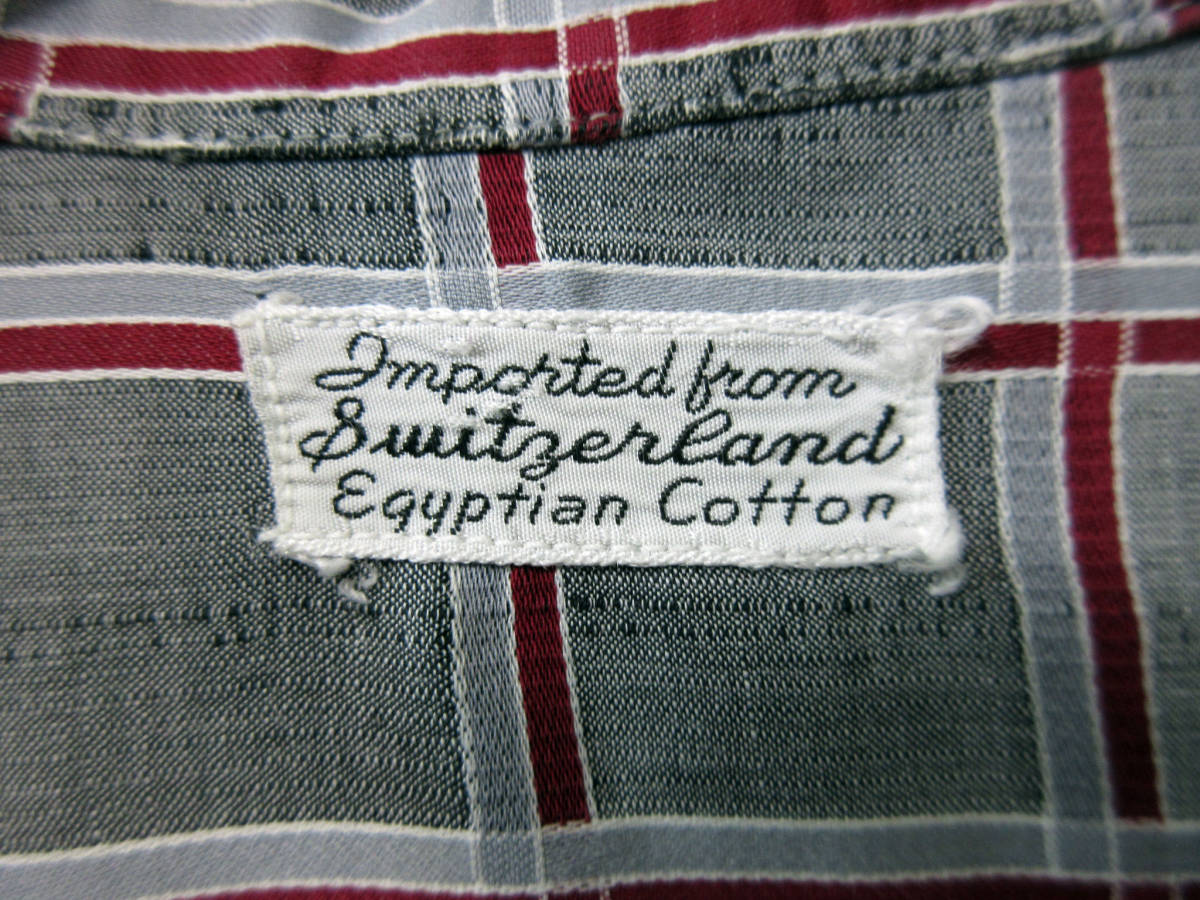 Imported from
Switzerland
Egyptian Cotton